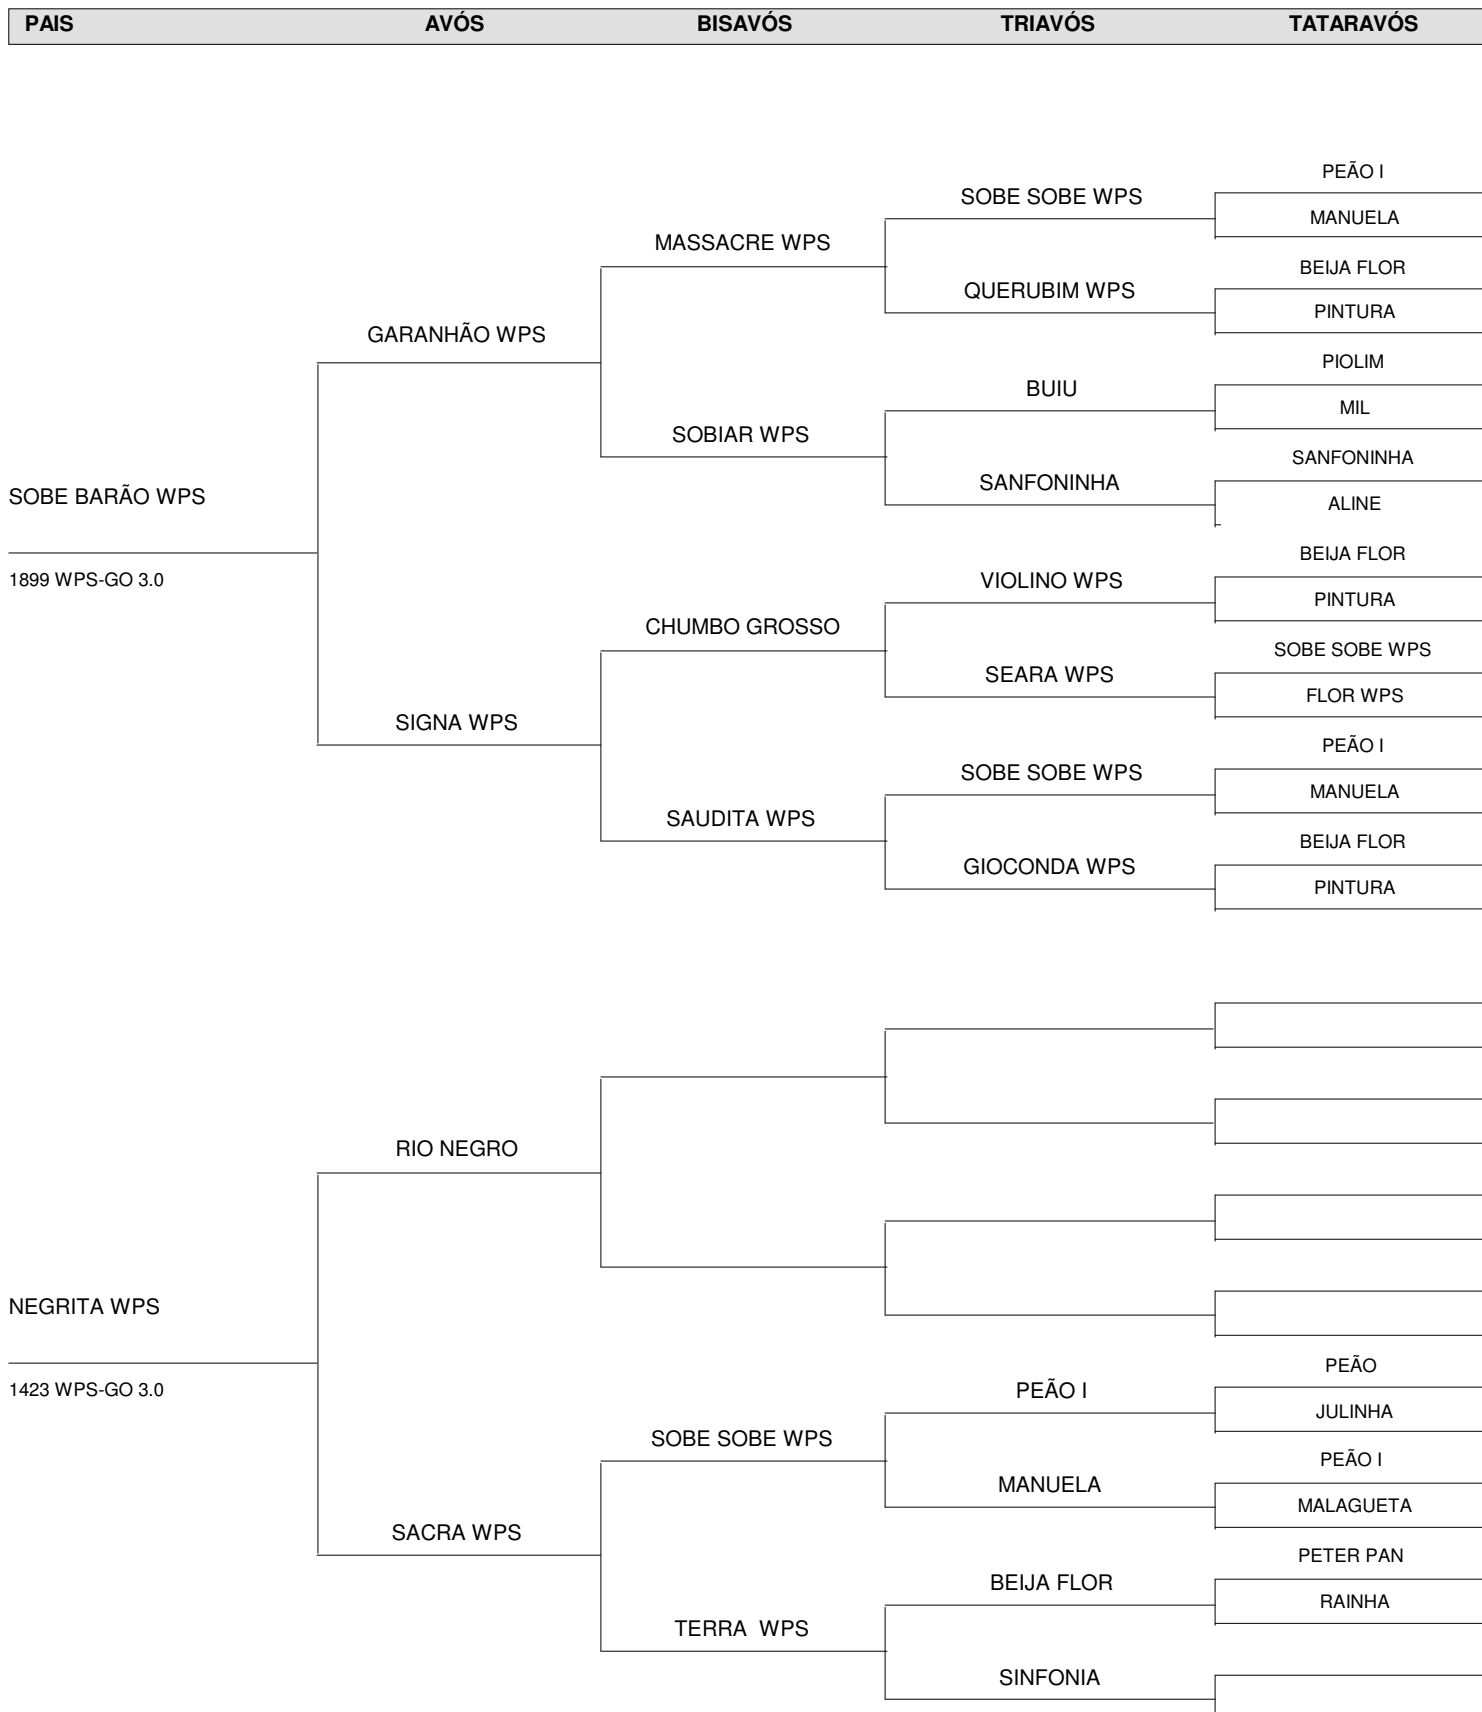 PAIS AVÓS BISAVÓS TRIAVÓS TATARAVÓS
PEÃO I
SOBE SOBE WPS
MANUELA
MASSACRE WPS
BEIJA FLOR
QUERUBIM WPS
PINTURA
GARANHÃO WPS
PIOLIM
BUIU
MIL
SOBIAR WPS
SANFONINHA
SANFONINHA
ALINE
SOBE BARÃO WPS
1899 WPS-GO 3.0
BEIJA FLOR
VIOLINO WPS
PINTURA
CHUMBO GROSSO
SOBE SOBE WPS
SEARA WPS
FLOR WPS
SIGNA WPS
PEÃO I
SOBE SOBE WPS
MANUELA
SAUDITA WPS
BEIJA FLOR
GIOCONDA WPS
PINTURA
RIO NEGRO
NEGRITA WPS
1423 WPS-GO 3.0
PEÃO
PEÃO I
JULINHA
SOBE SOBE WPS
PEÃO I
MANUELA
MALAGUETA
SACRA WPS
PETER PAN
BEIJA FLOR
RAINHA
TERRA WPS
SINFONIA